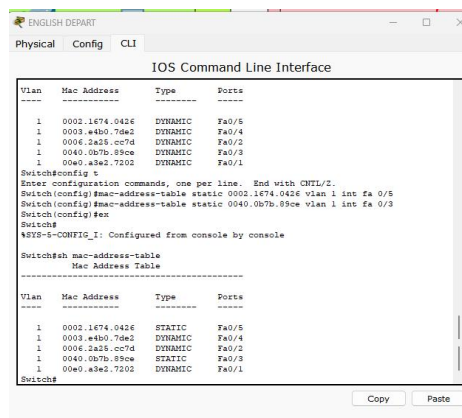 ENGLISH DEPART
Physical Config CLI
IOS Command Line Interface
Vlan Mac Address Type Ports
---- ----------- -------- -----
1 0002.1674.0426 DYNAMIC Fa0/5
1 0003.e4b0.7de2 DYNAMIC Fa0/4
1 0006.2a25.cc7d DYNAMIC Fa0/2
1 0040.0b7b.89ce DYNAMIC Fa0/3
1 00e0.a3e2.7202 DYNAMIC Fa0/1
Switch#config t
Enter configuration commands, one per line. End with CNTL/Z.
Switch(config)#mac-address-table static 0002.1674.0426 vlan 1 int fa 0/5
Switch(config)#mac-address-table static 0040.0b7b.89ce vlan 1 int fa 0/3
Switch(config)#ex
Switch#
%SYS-5-CONFIG_I: Configured from console by console
Switch#sh mac-address-table
Mac Address Table
-------------------------------------------
Vlan Mac Address Type Ports
---- ----------- -------- -----
1 0002.1674.0426 STATIC Fa0/5
1 0003.e4b0.7de2 DYNAMIC Fa0/4
1 0006.2a25.cc7d DYNAMIC Fa0/2
1 0040.0b7b.89ce STATIC Fa0/3
1 00e0.a3e2.7202 DYNAMIC Fa0/1
Switch#
Copy Paste